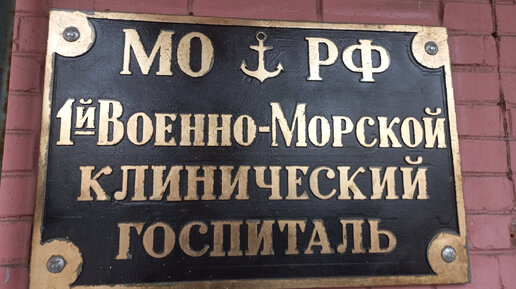 МО РФ
1й Военно-Морской
клинический
госпиталь